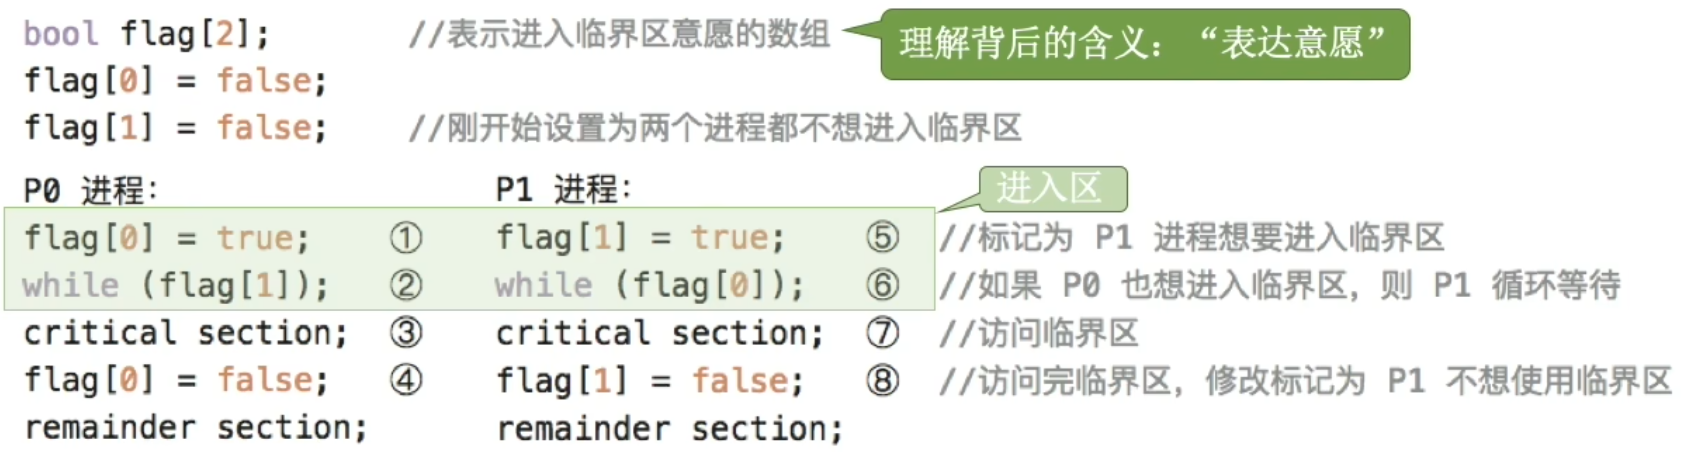 bool flag[2];    //表示进入临界区意愿的数组    理解背后的含义：“表达意愿”
flag[0] = false;
flag[1] = false;    //刚开始设置为两个进程都不想进入临界区
P0 进程:    P1 进程:    进入区
flag[0] = true;    ①    flag[1] = true;    ⑤    //标记为 P1 进程想要进入临界区
while (flag[1]);    ②    while (flag[0]);    ⑥    //如果 P0 也想进入临界区，则 P1 循环等待
critical section;    ③    critical section;    ⑦    //访问临界区
flag[0] = false;    ④    flag[1] = false;    ⑧    //访问完临界区，修改标记为 P1 不想使用临界区
remainder section;    remainder section;